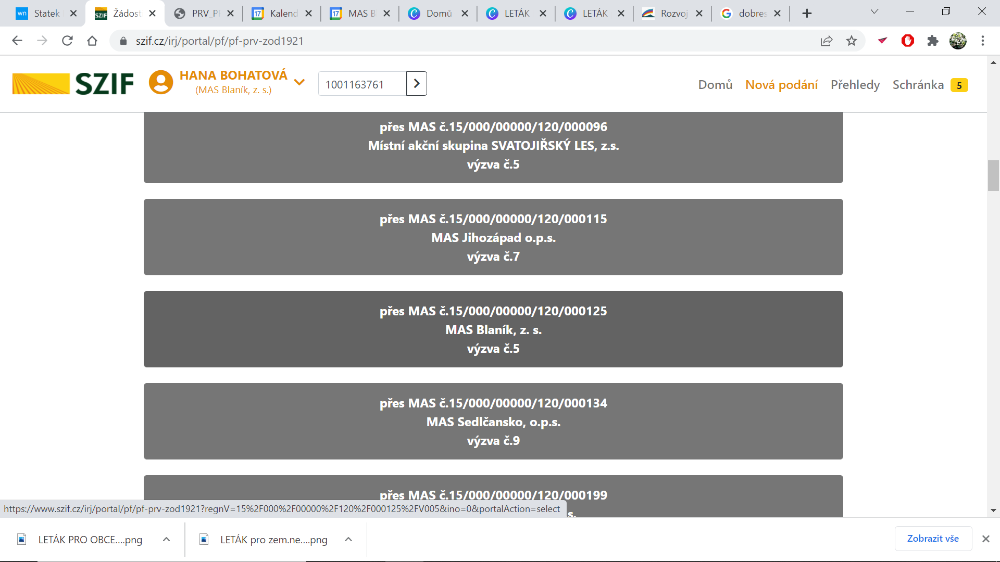 wn Statek
SZIF Žádost
PRV_P
17 Kalend
17 MAS B
Domů
LETÁK
LETÁK
Rozvoj
dobres
szif.cz/irj/portal/pf/pf-prv-zod1921
SZIF
HANA BOHATOVÁ
(MAS Blaník, z. s.)
1001163761
Domů
Nová podání
Přehledy
Schránka 5
přes MAS č.15/000/00000/120/000096
Místní akční skupina SVATOJIŘSKÝ LES, z.s.
výzva č.5
přes MAS č.15/000/00000/120/000115
MAS Jihozápad o.p.s.
výzva č.7
přes MAS č.15/000/00000/120/000125
MAS Blaník, z. s.
výzva č.5
přes MAS č.15/000/00000/120/000134
MAS Sedlčansko, o.p.s.
výzva č.9
přes MAS č.15/000/00000/120/000199
s.
https://www.szif.cz/irj/portal/pf/pf-prv-zod1921?regnV=15%2F000%2F00000%2F120%2F000125%2FV005&ino=0&portalAction=select
LETÁK PRO OBCE....png
LETÁK pro zem.ne....png
Zobrazit vše